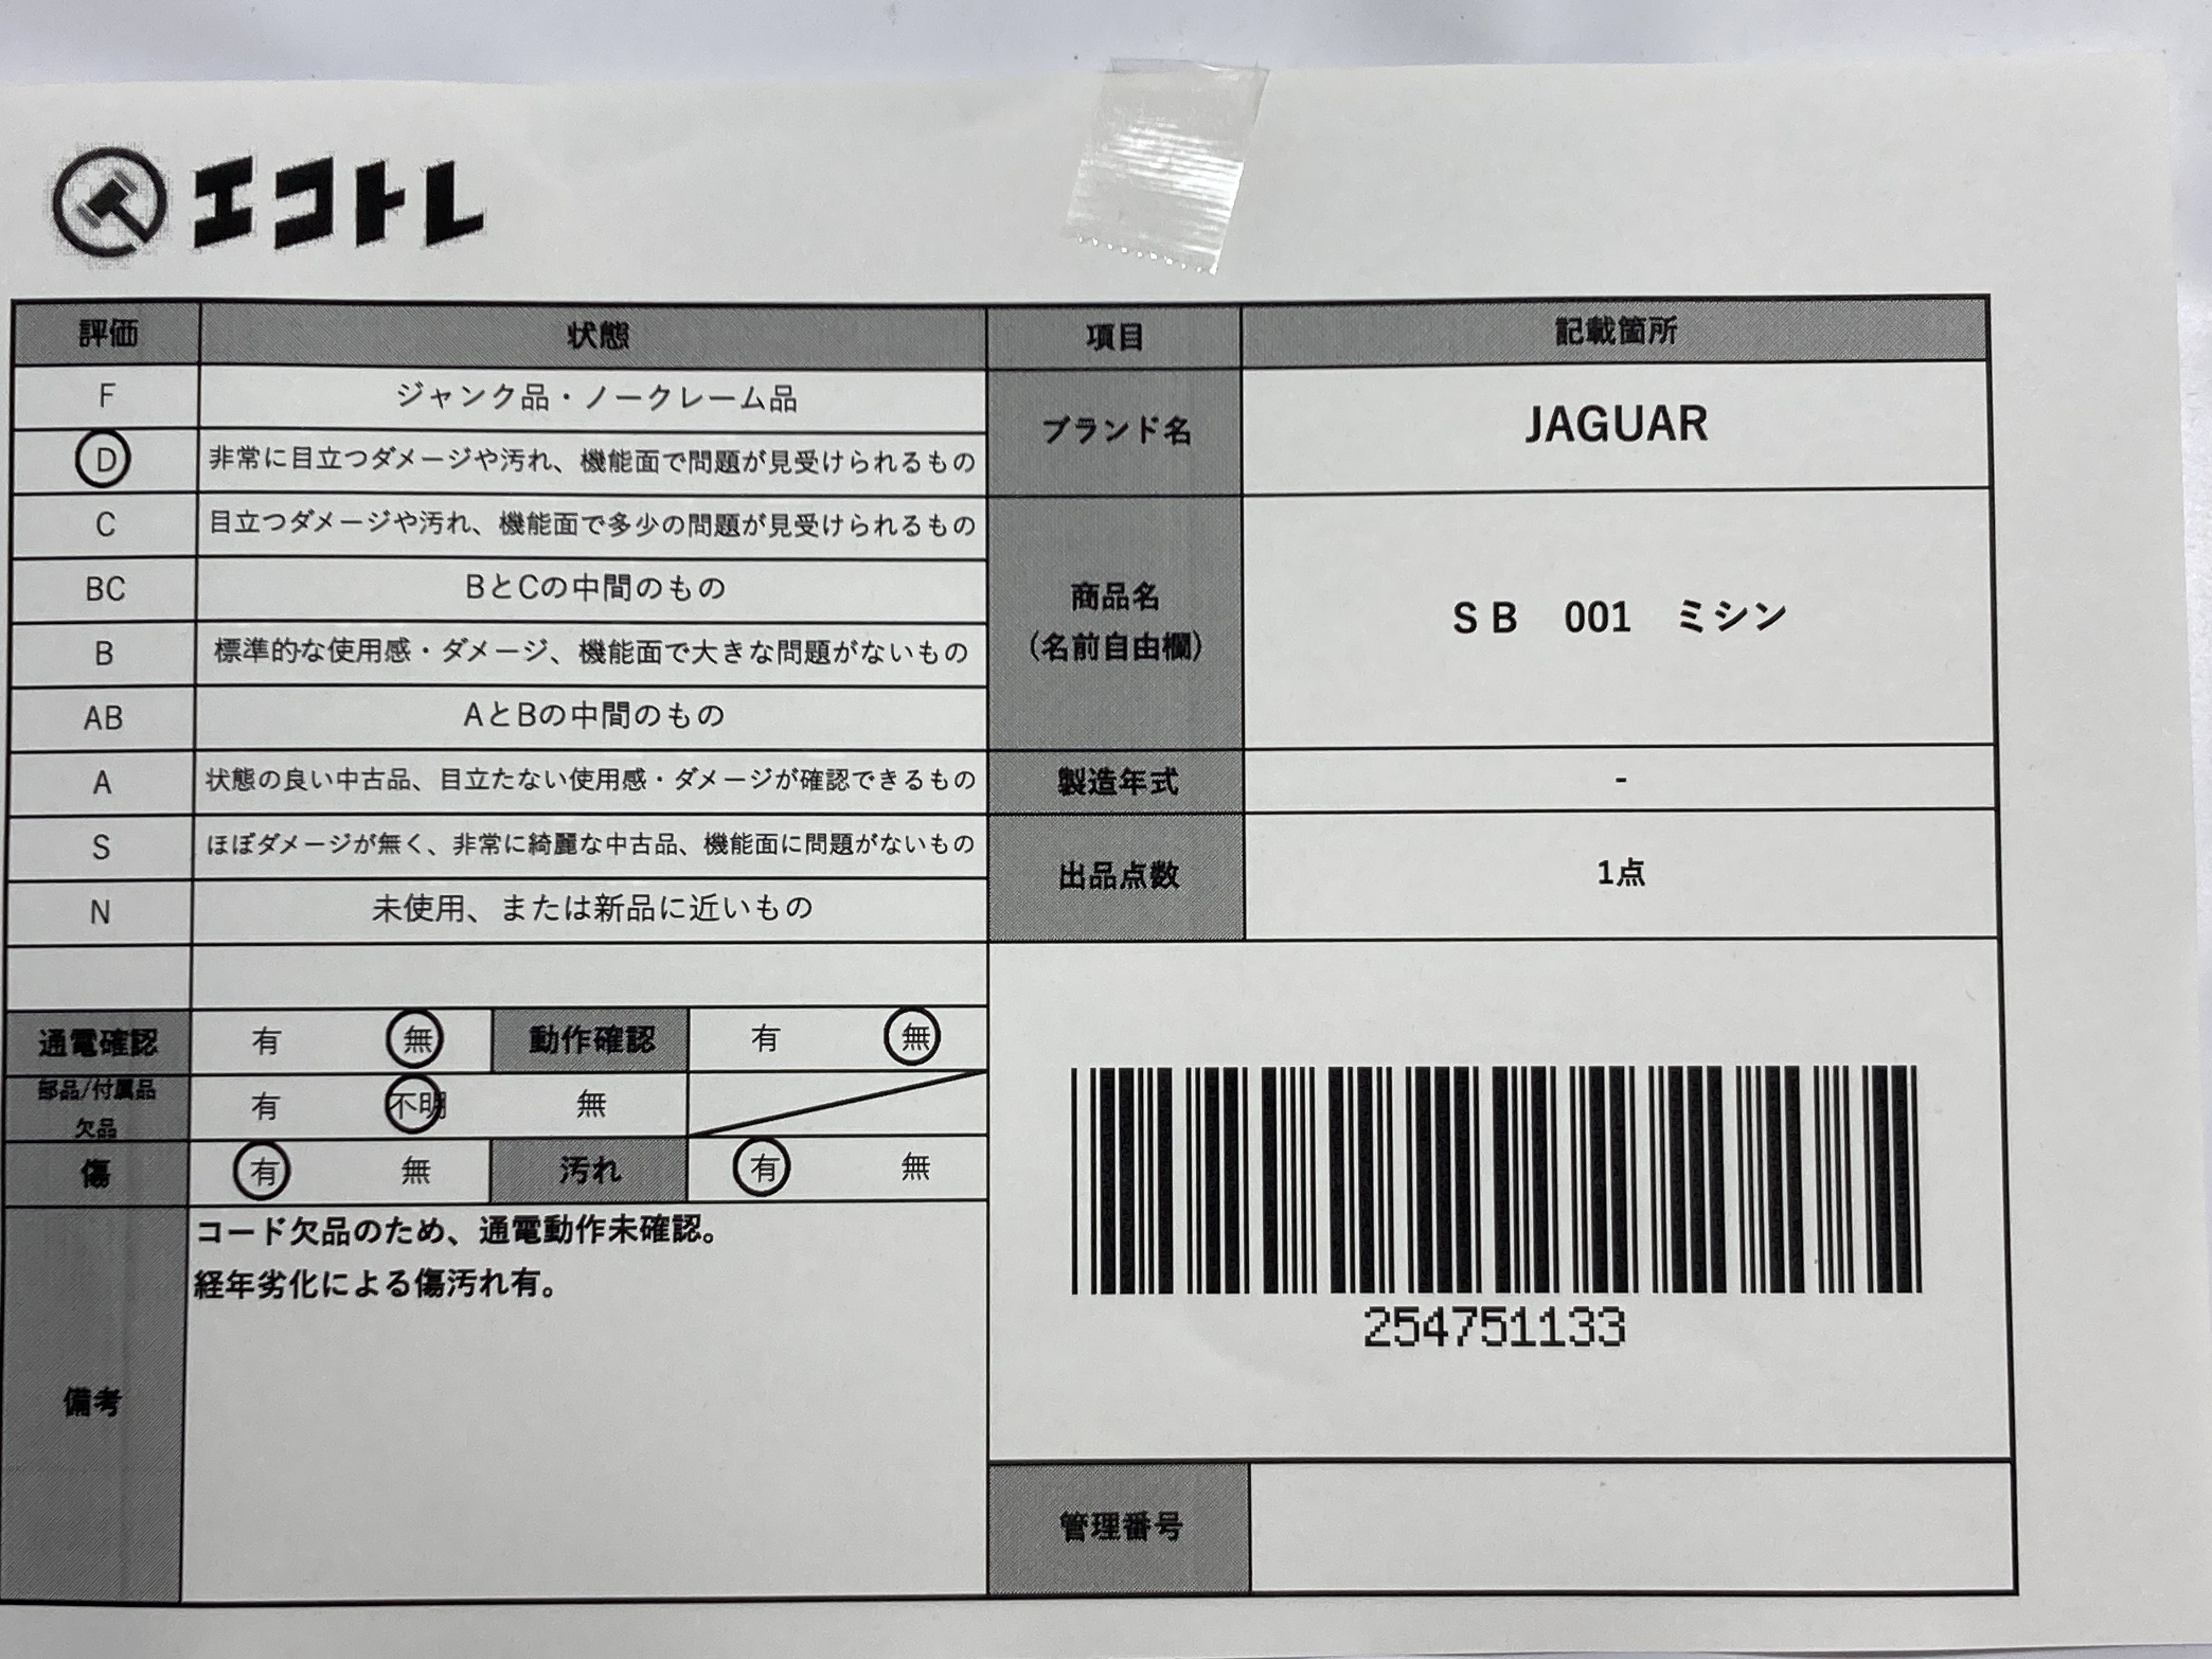 エコトレ
評価 状態 項目 記載箇所
F ジャンク品・ノークレーム品
D 非常に目立つダメージや汚れ、機能面で問題が見受けられるもの
ブランド名 JAGUAR
C 目立つダメージや汚れ、機能面で多少の問題が見受けられるもの
BC BとCの中間のもの
B 標準的な使用感・ダメージ、機能面で大きな問題がないもの
AB AとBの中間のもの
商品名
(名前自由欄)
ＳＢ　001　ミシン
A 状態の良い中古品、目立たない使用感・ダメージが確認できるもの
製造年式 -
S ほぼダメージが無く、非常に綺麗な中古品、機能面に問題がないもの
N 未使用、または新品に近いもの
出品点数 1点
通電確認 有 無 動作確認 有 無
部品/付属品
欠品
有 不明 無
傷 有 無 汚れ 有 無
備考
コード欠品のため、通電動作未確認。
経年劣化による傷汚れ有。
254751133
管理番号